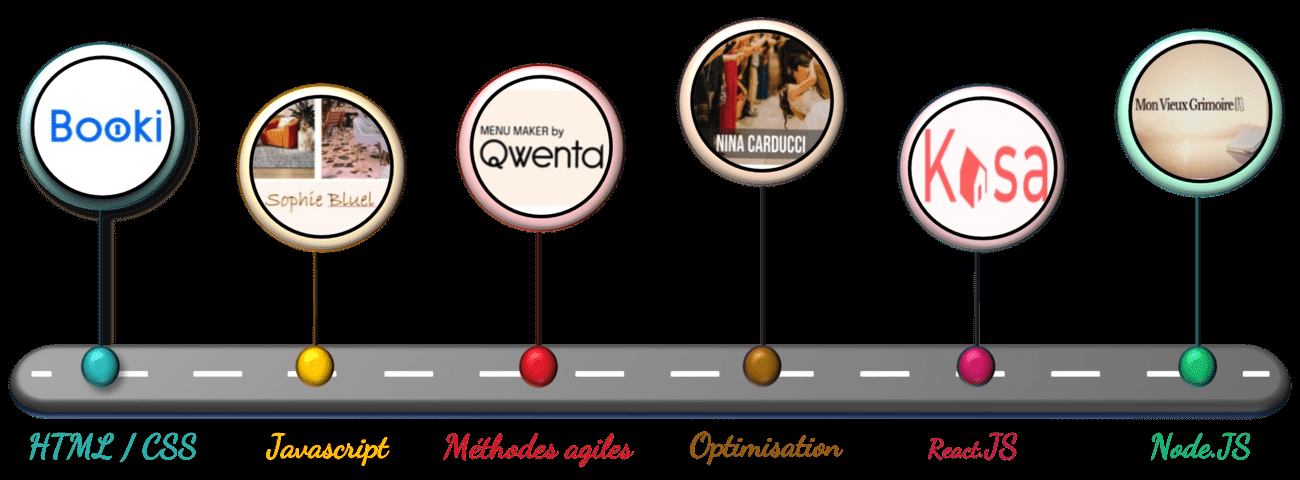 Booki
Sophie Bluel
MENU MAKER by
Qwenta
NINA CARDUCCI
Kasa
Mon Vieux Grimoire
HTML / CSS
Javascript
Méthodes agiles
Optimisation
React.JS
Node.JS